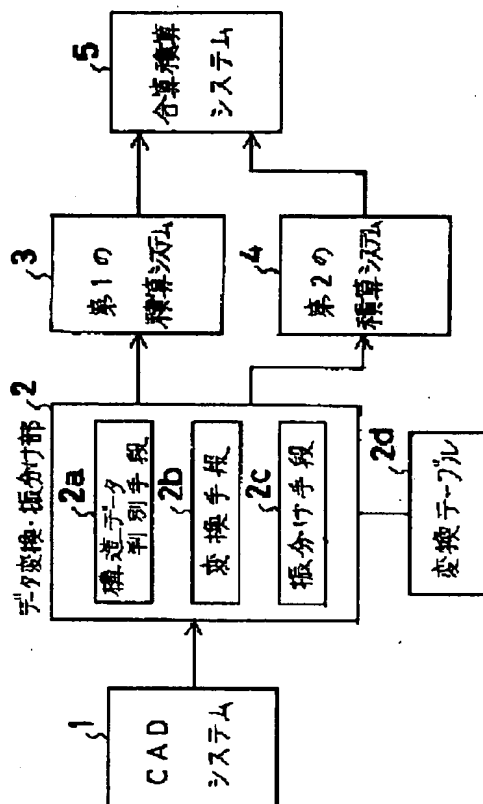 1
CAD
システム
データ変換・振分け部
2
2a
構造データ
判別手段
2b
変換手段
2c
振分け手段
2d
変換テーブル
3
第1の
積算システム
4
第2の
積算システム
5
合算積算
システム